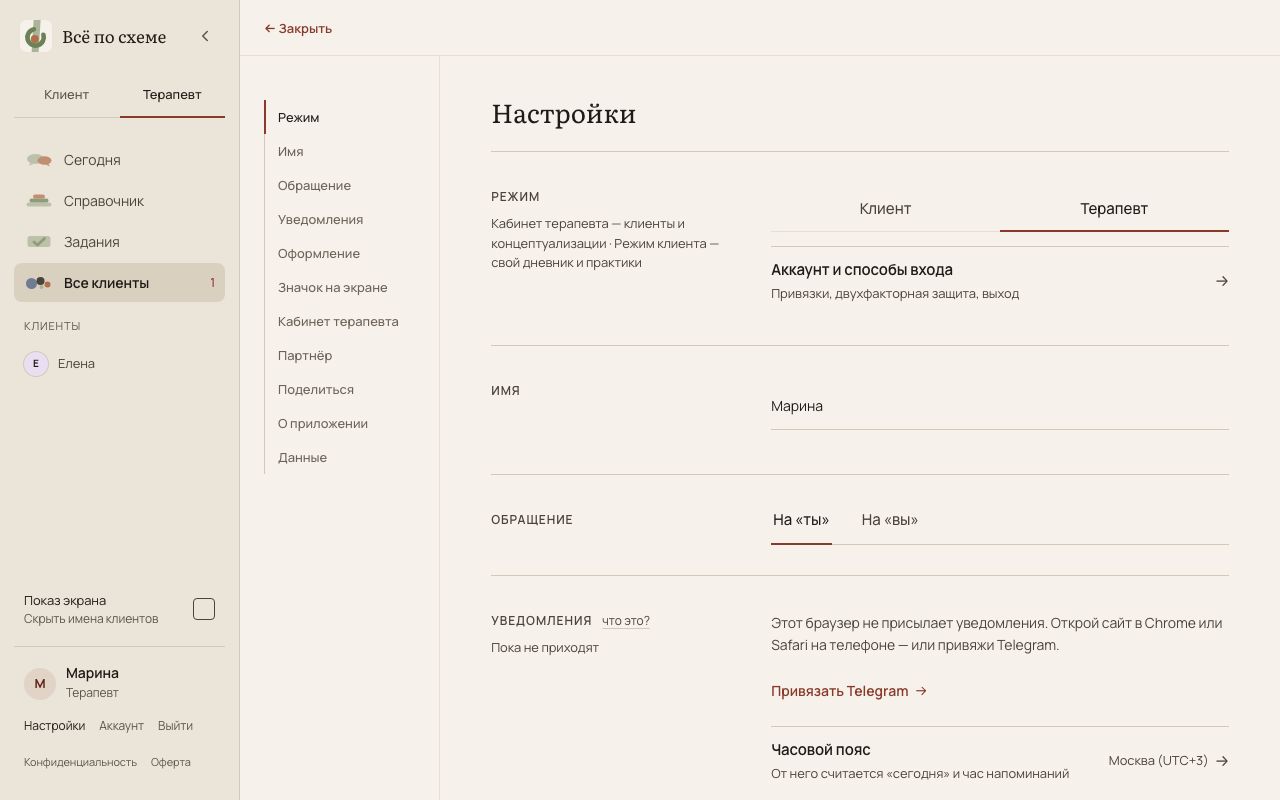 Всё по схеме
Клиент
Терапевт
Сегодня
Справочник
Задания
Все клиенты 1
КЛИЕНТЫ
Е Елена
Показ экрана
Скрыть имена клиентов
М
Марина
Терапевт
Настройки Аккаунт Выйти
Конфиденциальность Оферта
← Закрыть
Режим
Имя
Обращение
Уведомления
Оформление
Значок на экране
Кабинет терапевта
Партнёр
Поделиться
О приложении
Данные
Настройки
РЕЖИМ
Кабинет терапевта — клиенты и
концептуализации · Режим клиента —
свой дневник и практики
Клиент Терапевт
Аккаунт и способы входа
Привязки, двухфакторная защита, выход
→
ИМЯ
Марина
ОБРАЩЕНИЕ
На «ты» На «вы»
УВЕДОМЛЕНИЯ что это?
Пока не приходят
Этот браузер не присылает уведомления. Открой сайт в Chrome или
Safari на телефоне — или привяжи Telegram.
Привязать Telegram →
Часовой пояс
От него считается «сегодня» и час напоминаний
Москва (UTC+3) →